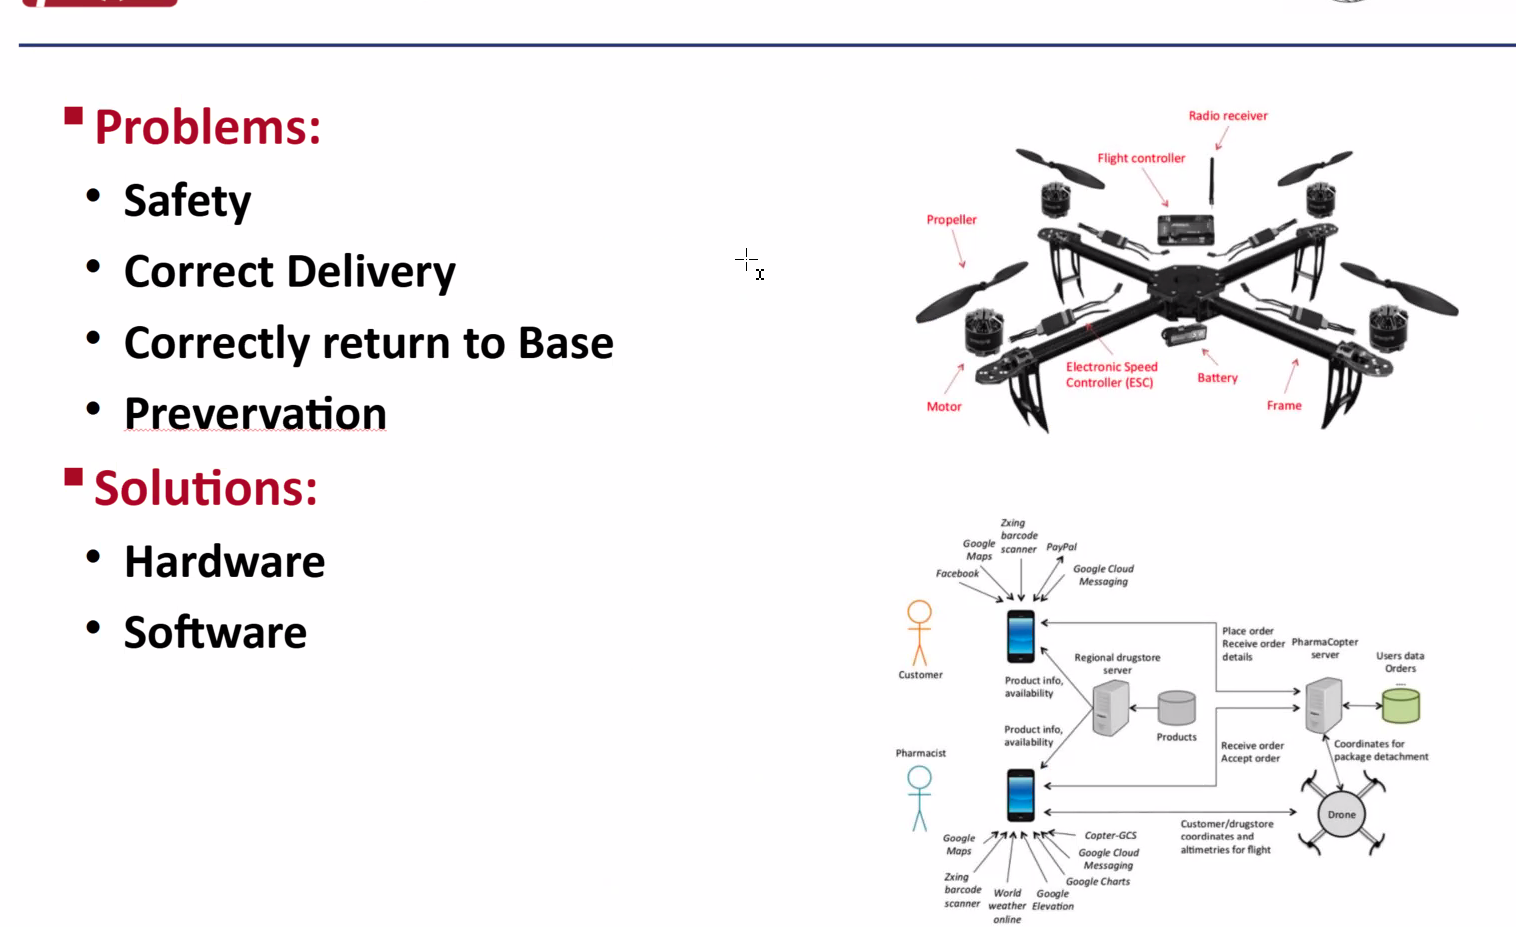 Problems:
Safety
Correct Delivery
Correctly return to Base
Prevervation
Solutions:
Hardware
Software
Radio receiver
Flight controller
Propeller
Electronic Speed
Controller (ESC)
Battery
Motor
Frame
Zxing
barcode
scanner
Google
Maps
PayPal
Facebook
Google Cloud
Messaging
Customer
Place order
Receive order
details
PharmaCopter
server
Users data
Orders
....
Regional drugstore
server
Product info,
availability
Products
Product info,
availability
Receive order
Accept order
Coordinates for
package detachment
Pharmacist
Drone
Customer/drugstore
coordinates and
altimetries for flight
Google
Maps
Copter-GCS
Google Cloud
Messaging
Google Charts
Zxing
barcode
scanner
World
weather
online
Google
Elevation